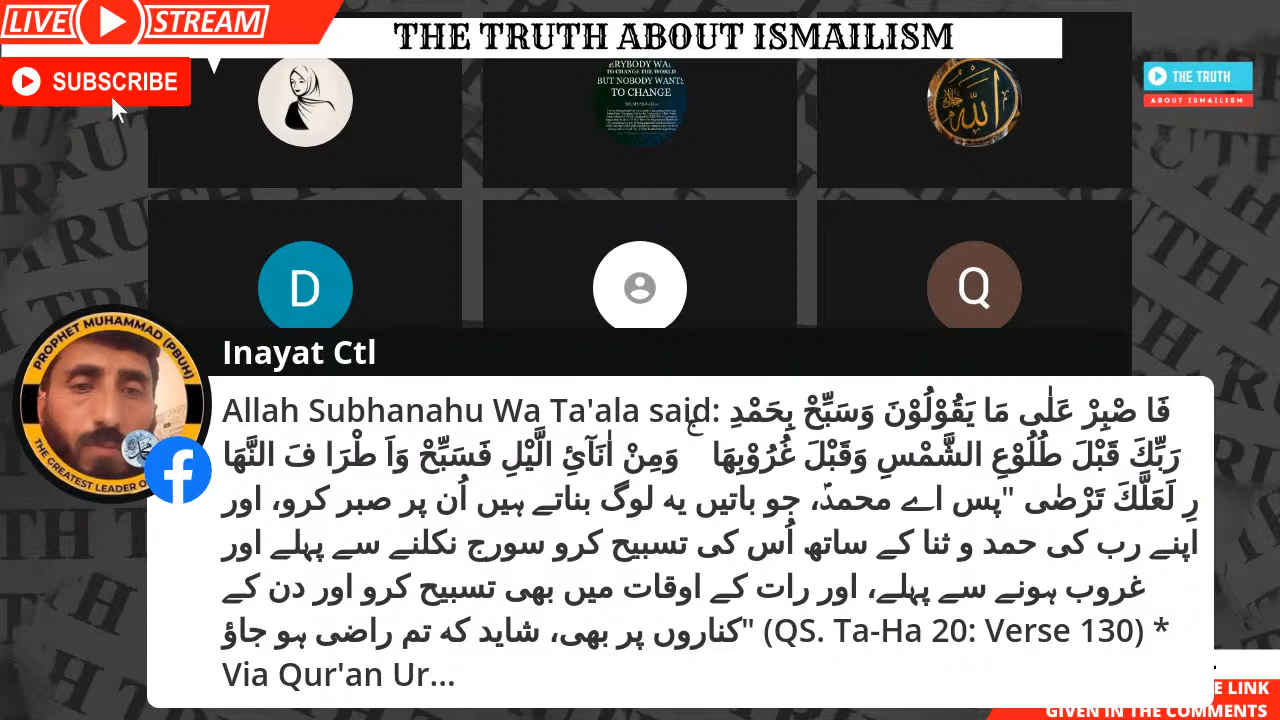 LIVE STREAM
THE TRUTH ABOUT ISMAILISM
SUBSCRIBE
THE TRUTH
ABOUT ISMAILISM
TO CHANGE THE WORLD
BUT NOBODY WANTS
TO CHANGE
D
Q
PROPHET MUHAMMAD (PBUH)
THE GREATEST LEADER O
Inayat Ctl
Allah Subhanahu Wa Ta'ala said: فَا صْبِرْ عَلٰى مَا يَقُوْلُوْنَ وَسَبِّحْ بِحَمْدِ
رَبِّكَ قَبْلَ طُلُوْعِ الشَّمْسِ وَقَبْلَ غُرُوْبِهَا ۚ وَمِنْ اٰنَآئِ الَّيْلِ فَسَبِّحْ وَاَ طْرَا فَ النَّهَا
رِ لَعَلَّكَ تَرْضٰى "پس اے محمدؐ، جو باتیں یه لوگ بناتے ہیں اُن پر صبر کرو، اور
اپنے رب کی حمد و ثنا کے ساتھ اُس کی تسبیح کرو سورج نکلنے سے پہلے اور
غروب ہونے سے پہلے، اور رات کے اوقات میں بھی تسبیح کرو اور دن کے
کناروں پر بھی، شاید که تم راضی ہو جاؤ" (QS. Ta-Ha 20: Verse 130) *
Via Qur'an Ur...
E LINK
GIVEN IN THE COMMENTS